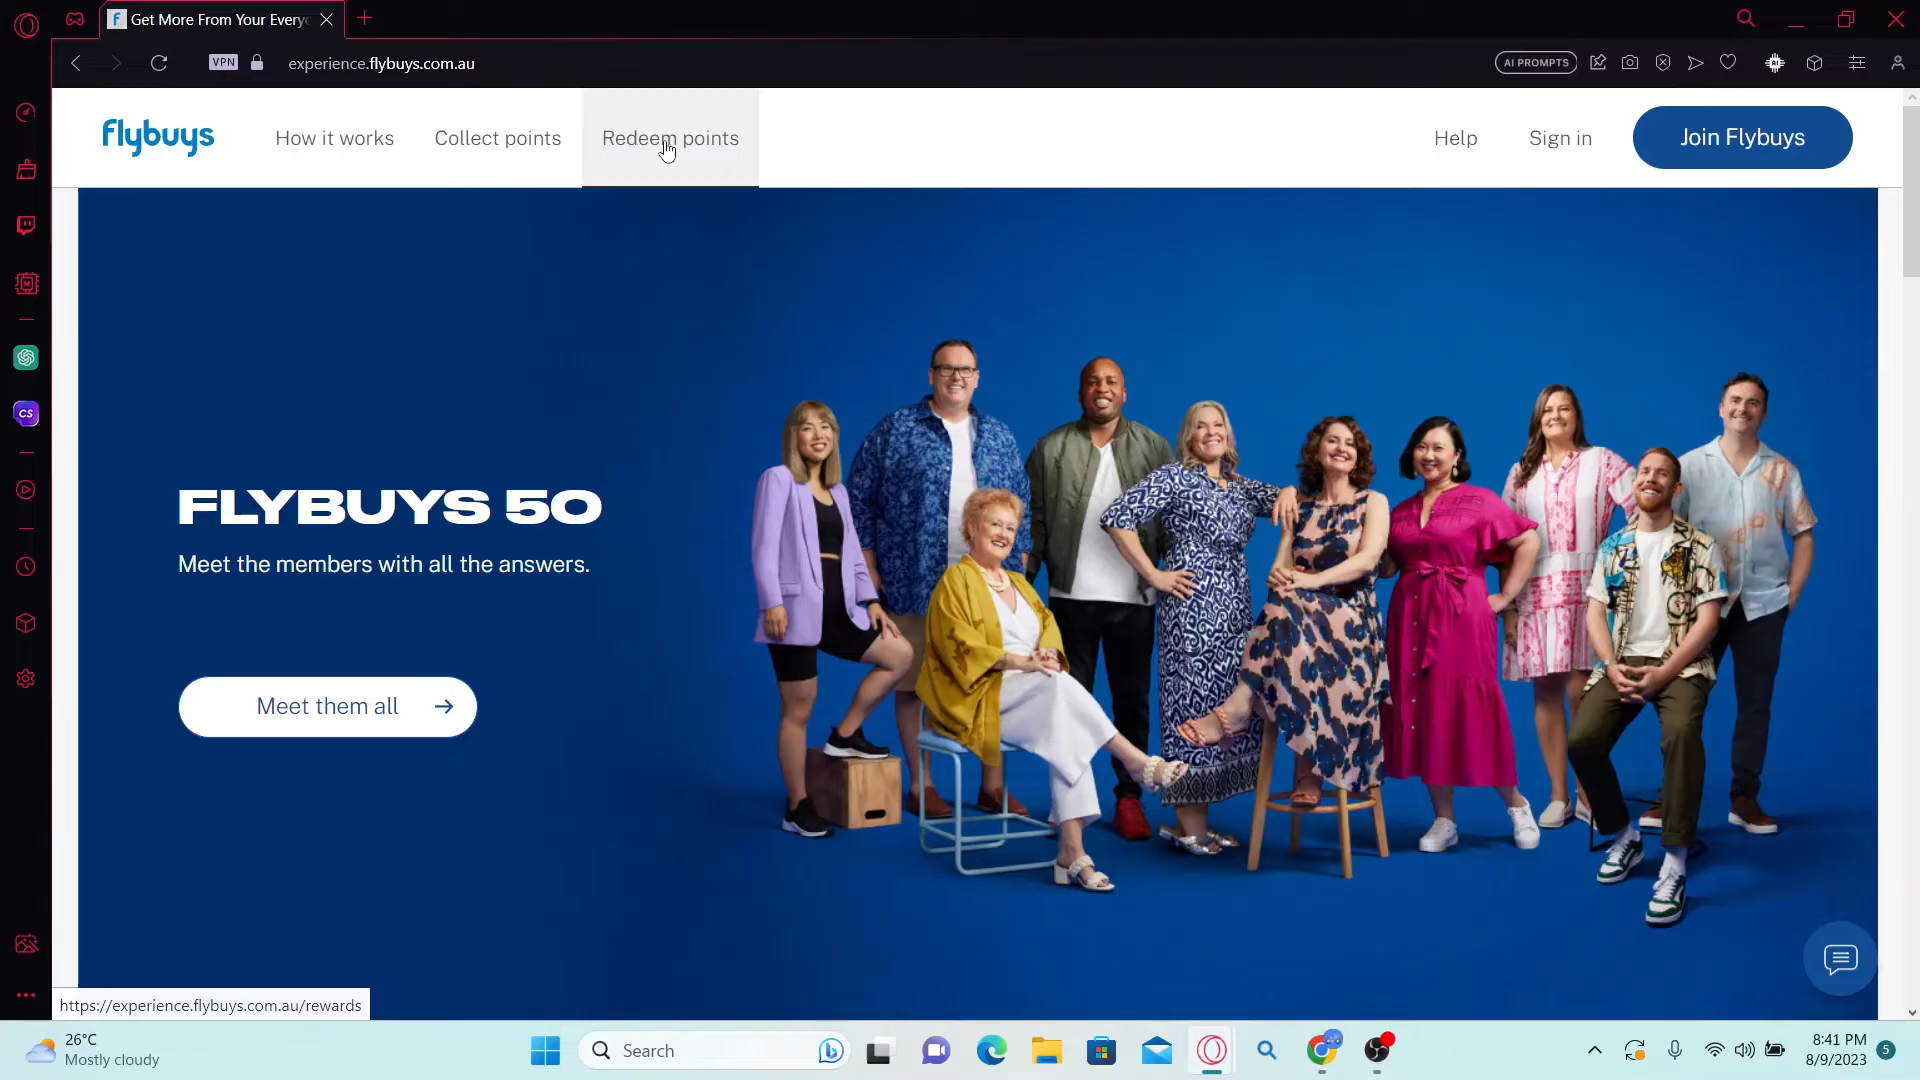 Get More From Your Every
VPN
experience.flybuys.com.au
AI PROMPTS
flybuys
How it works
Collect points
Redeem points
Help
Sign in
Join Flybuys
FLYBUYS 50
Meet the members with all the answers.
Meet them all
CS
https://experience.flybuys.com.au/rewards
26°C
Mostly cloudy
Search
8:41 PM
8/9/2023
5